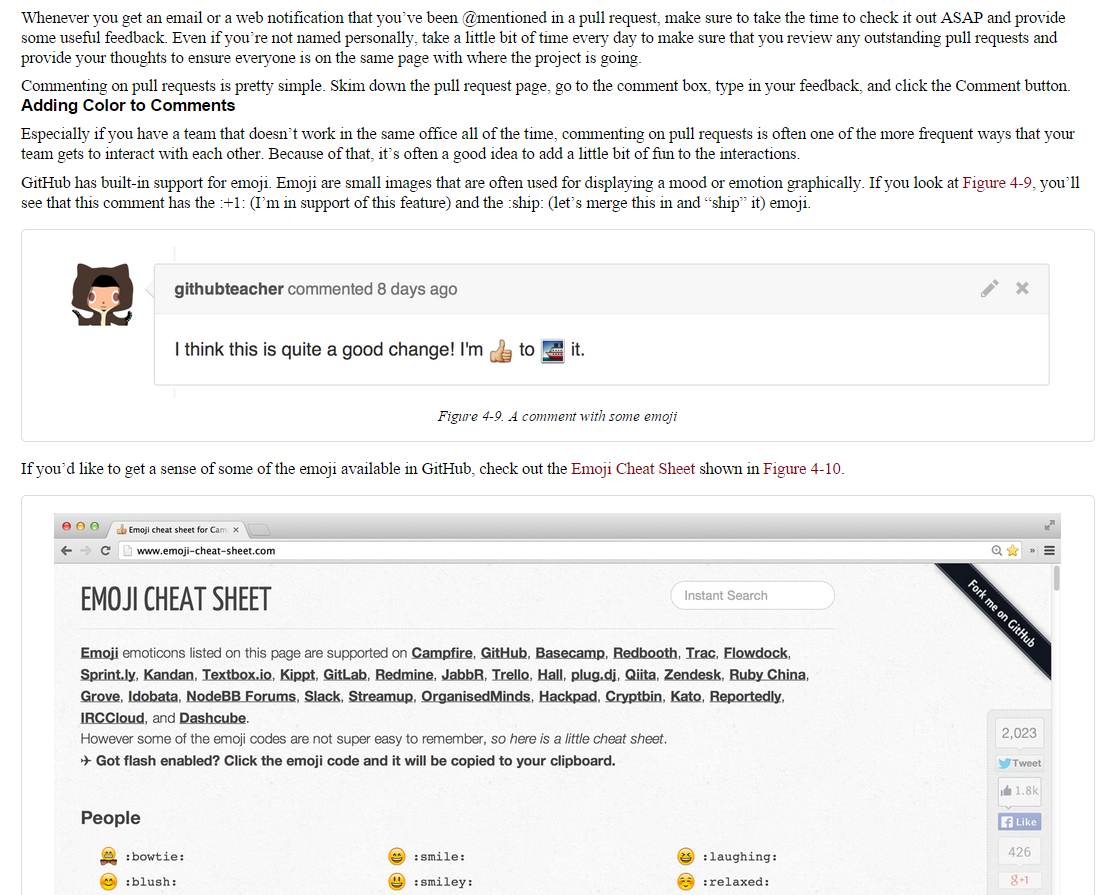 Whenever you get an email or a web notification that you’ve been @mentioned in a pull request, make sure to take the time to check it out ASAP and provide
some useful feedback. Even if you’re not named personally, take a little bit of time every day to make sure that you review any outstanding pull requests and
provide your thoughts to ensure everyone is on the same page with where the project is going.
Commenting on pull requests is pretty simple. Skim down the pull request page, go to the comment box, type in your feedback, and click the Comment button.
Adding Color to Comments
Especially if you have a team that doesn’t work in the same office all of the time, commenting on pull requests is often one of the more frequent ways that your
team gets to interact with each other. Because of that, it’s often a good idea to add a little bit of fun to the interactions.
GitHub has built-in support for emoji. Emoji are small images that are often used for displaying a mood or emotion graphically. If you look at Figure 4-9, you’ll
see that this comment has the :+1: (I’m in support of this feature) and the :ship: (let’s merge this in and “ship” it) emoji.
githubteacher commented 8 days ago
I think this is quite a good change! I'm 👍 to 🚢 it.
Figure 4-9. A comment with some emoji
If you’d like to get a sense of some of the emoji available in GitHub, check out the Emoji Cheat Sheet shown in Figure 4-10.
Emoji cheat sheet for Cam
www.emoji-cheat-sheet.com
EMOJI CHEAT SHEET
Instant Search
Fork me on GitHub
Emoji emoticons listed on this page are supported on Campfire, GitHub, Basecamp, Redbooth, Trac, Flowdock,
Sprint.ly, Kandan, Textbox.io, Kippt, GitLab, Redmine, JabbR, Trello, Hall, plug.dj, Qiita, Zendesk, Ruby China,
Grove, Idobata, NodeBB Forums, Slack, Streamup, OrganisedMinds, Hackpad, Cryptbin, Kato, Reportedly,
IRCCloud, and Dashcube.
However some of the emoji codes are not super easy to remember, so here is a little cheat sheet.
✈ Got flash enabled? Click the emoji code and it will be copied to your clipboard.
2,023
Tweet
1.8k
Like
426
8+1
People
:bowtie: :smile: :laughing:
:blush: :smiley: :relaxed: